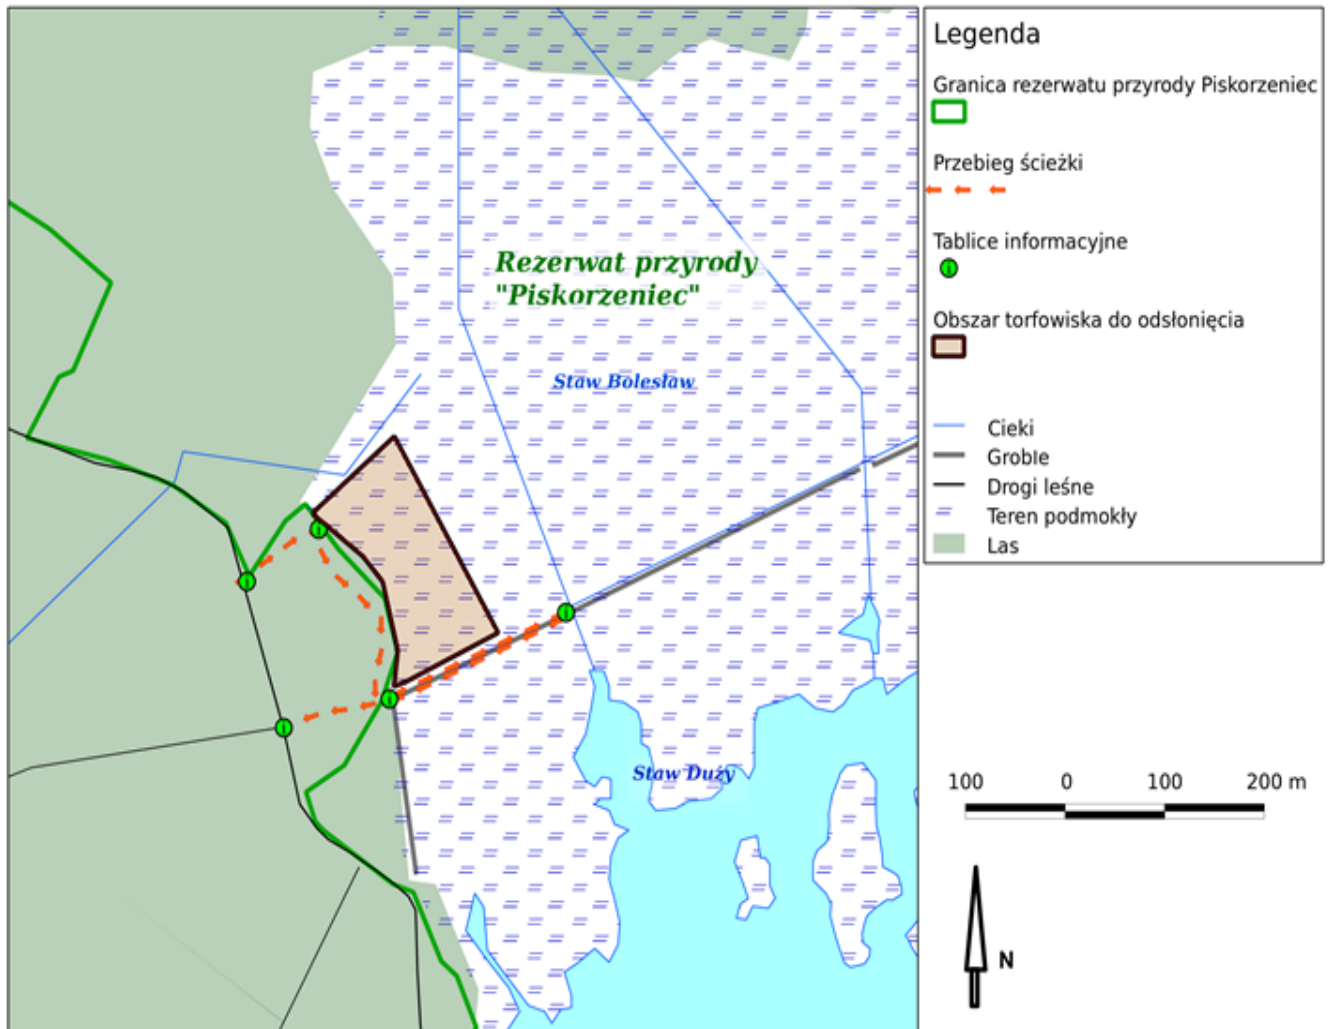 Rezerwat przyrody
"Piskorzeniec"
Staw Bolesław
Staw Duży
Legenda
Granica rezerwatu przyrody Piskorzeniec
Przebieg ścieżki
Tablice informacyjne
Obszar torfowiska do odsłonięcia
Cieki
Groble
Drogi leśne
Teren podmokły
Las
100 0 100 200 m
N